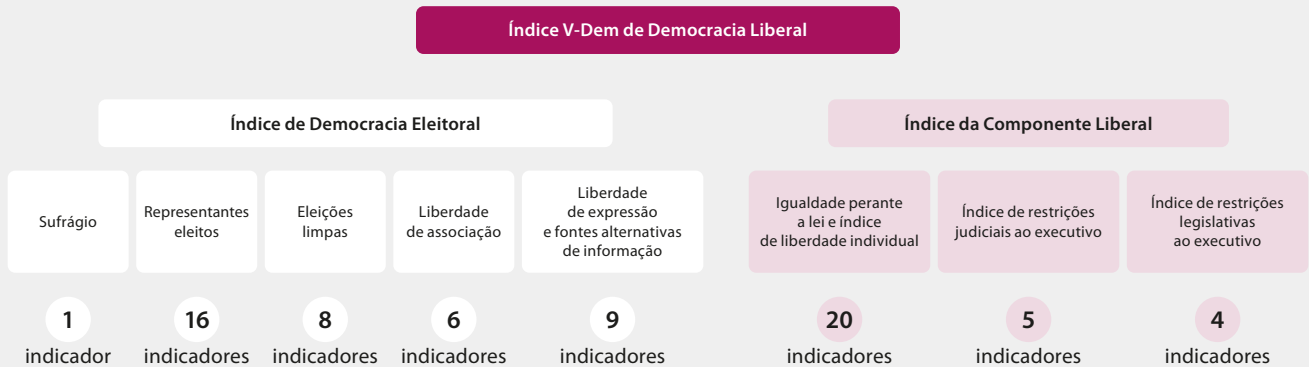 Índice V-Dem de Democracia Liberal
Índice de Democracia Eleitoral
Índice da Componente Liberal
Sufrágio
Representantes
eleitos
Eleições
limpas
Liberdade
de associação
Liberdade
de expressão
e fontes alternativas
de informação
Igualdade perante
a lei e índice
de liberdade individual
Índice de restrições
judiciais ao executivo
Índice de restrições
legislativas
ao executivo
1
indicador
16
indicadores
8
indicadores
6
indicadores
9
indicadores
20
indicadores
5
indicadores
4
indicadores